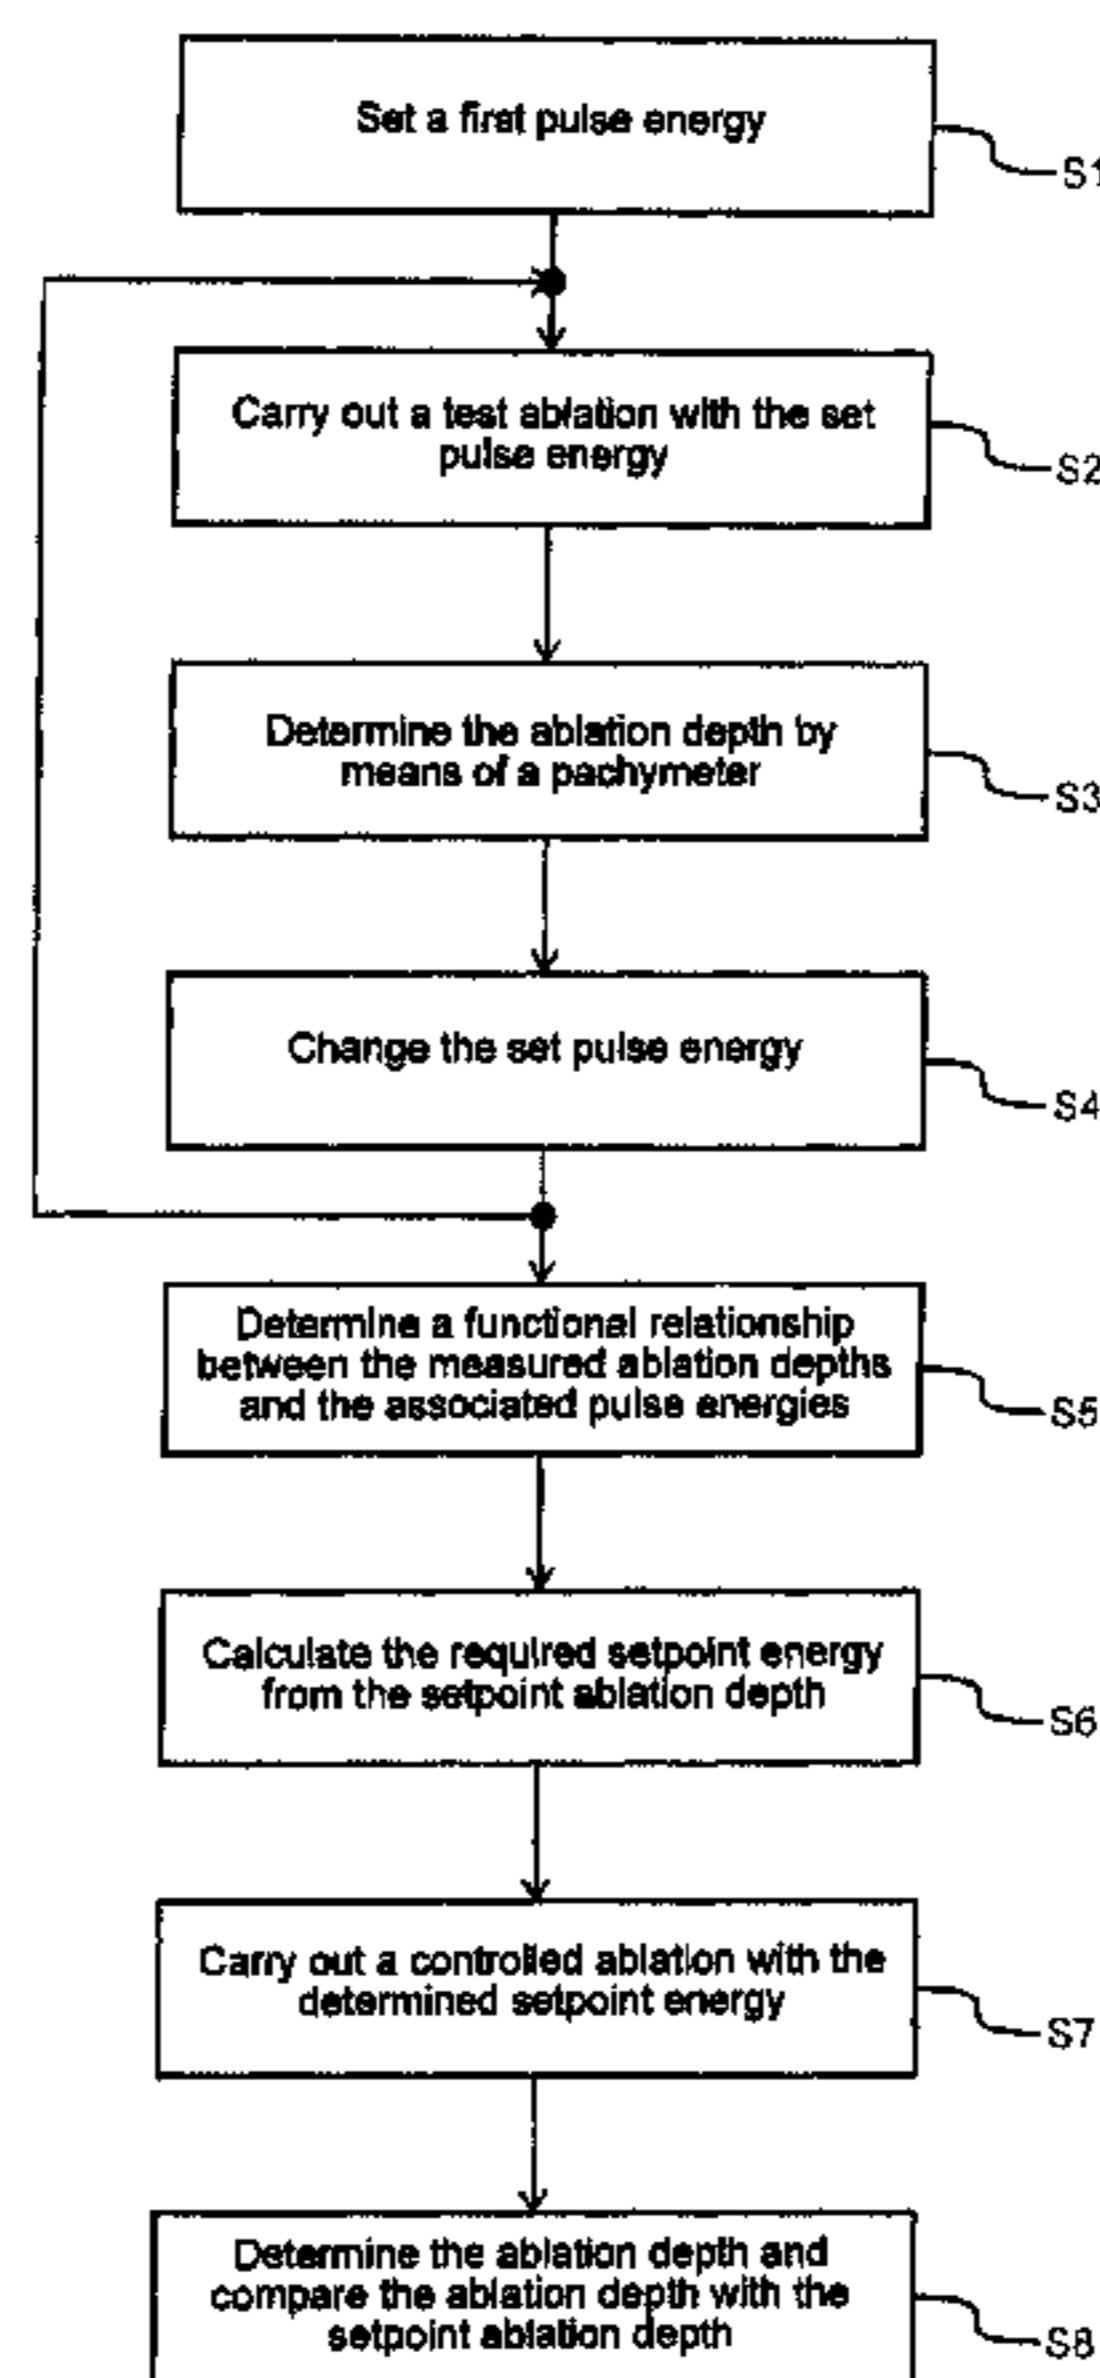 Set a first pulse energy
S1
Carry out a test ablation with the set
pulse energy
S2
Determine the ablation depth by
means of a pachymeter
S3
Change the set pulse energy
S4
Determine a functional relationship
between the measured ablation depths
and the associated pulse energies
S5
Calculate the required setpoint energy
from the setpoint ablation depth
S6
Carry out a controlled ablation with the
determined setpoint energy
S7
Determine the ablation depth and
compare the ablation depth with the
setpoint ablation depth
S8